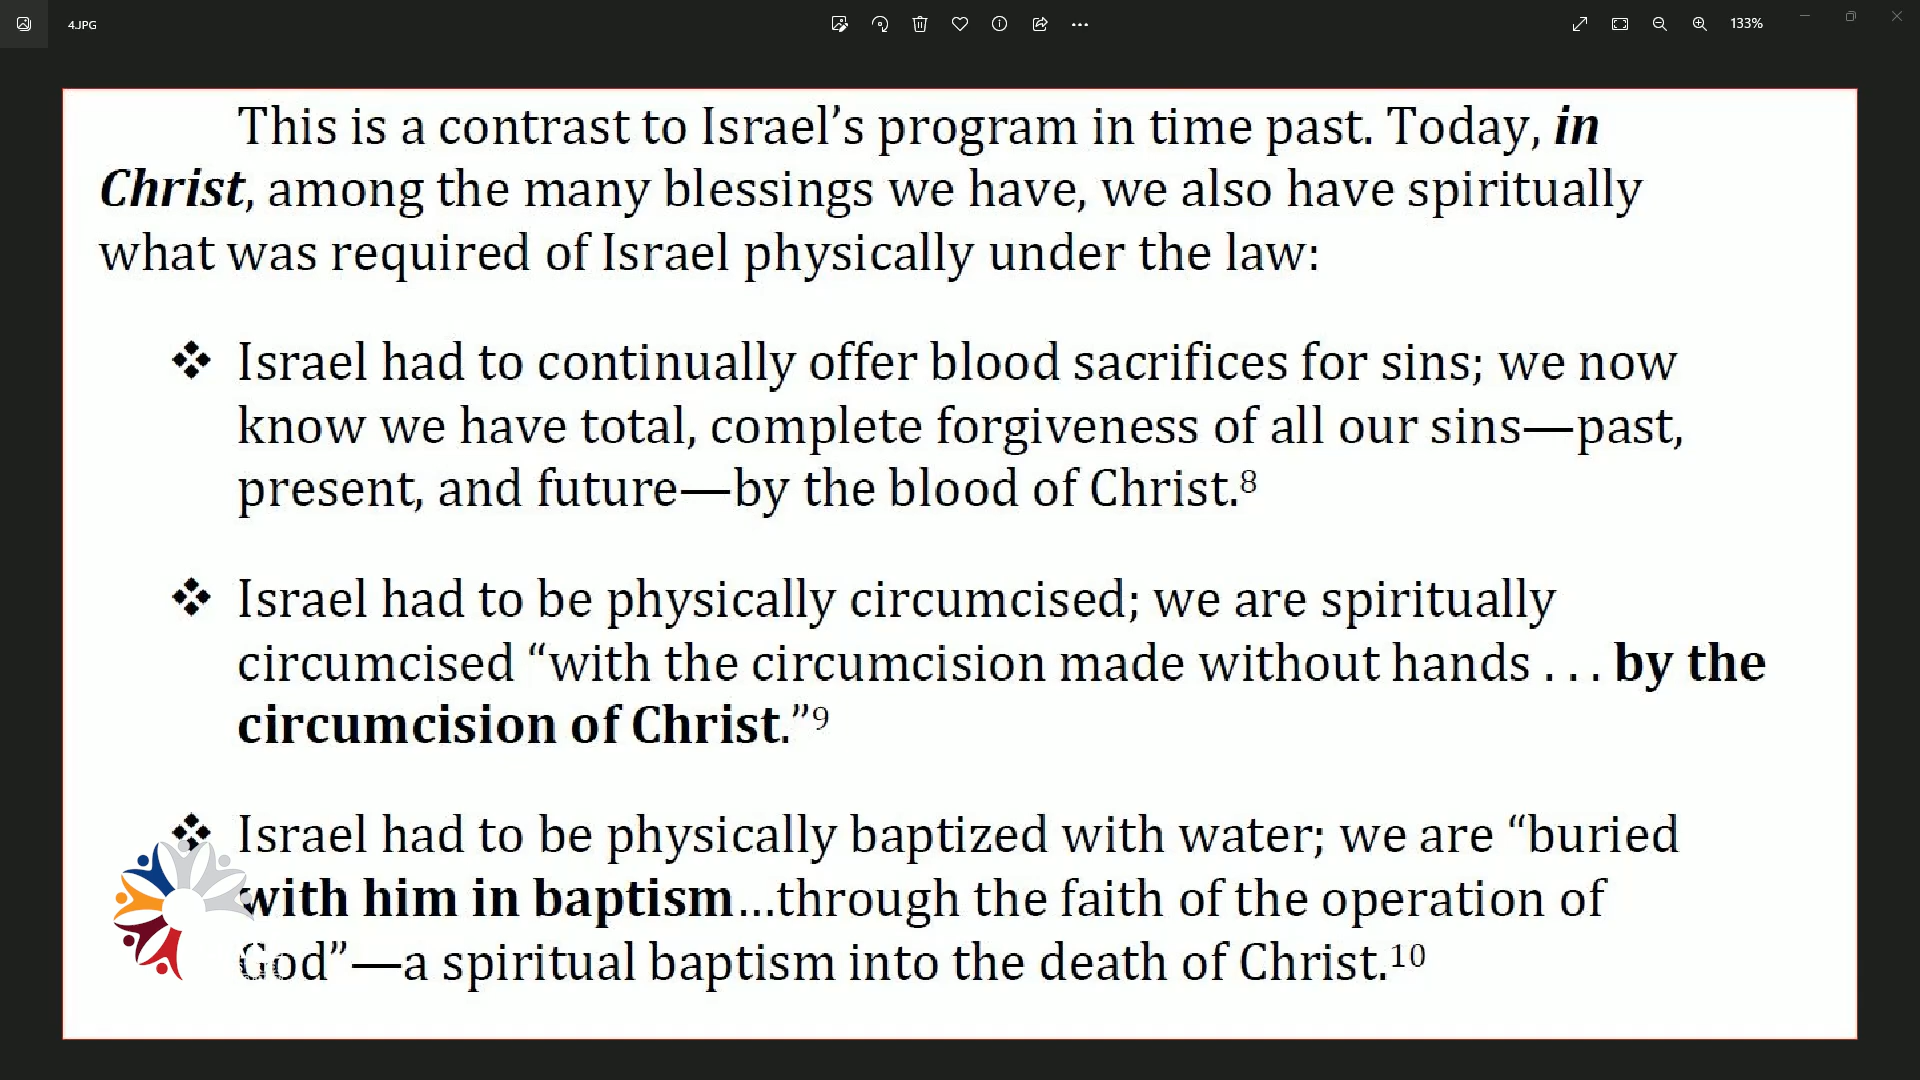 4.JPG
133%
This is a contrast to Israel’s program in time past. Today, in
Christ, among the many blessings we have, we also have spiritually
what was required of Israel physically under the law:
❖ Israel had to continually offer blood sacrifices for sins; we now
know we have total, complete forgiveness of all our sins—past,
present, and future—by the blood of Christ.⁸
❖ Israel had to be physically circumcised; we are spiritually
circumcised “with the circumcision made without hands . . . by the
circumcision of Christ.”⁹
❖ Israel had to be physically baptized with water; we are “buried
with him in baptism...through the faith of the operation of
God”—a spiritual baptism into the death of Christ.¹⁰